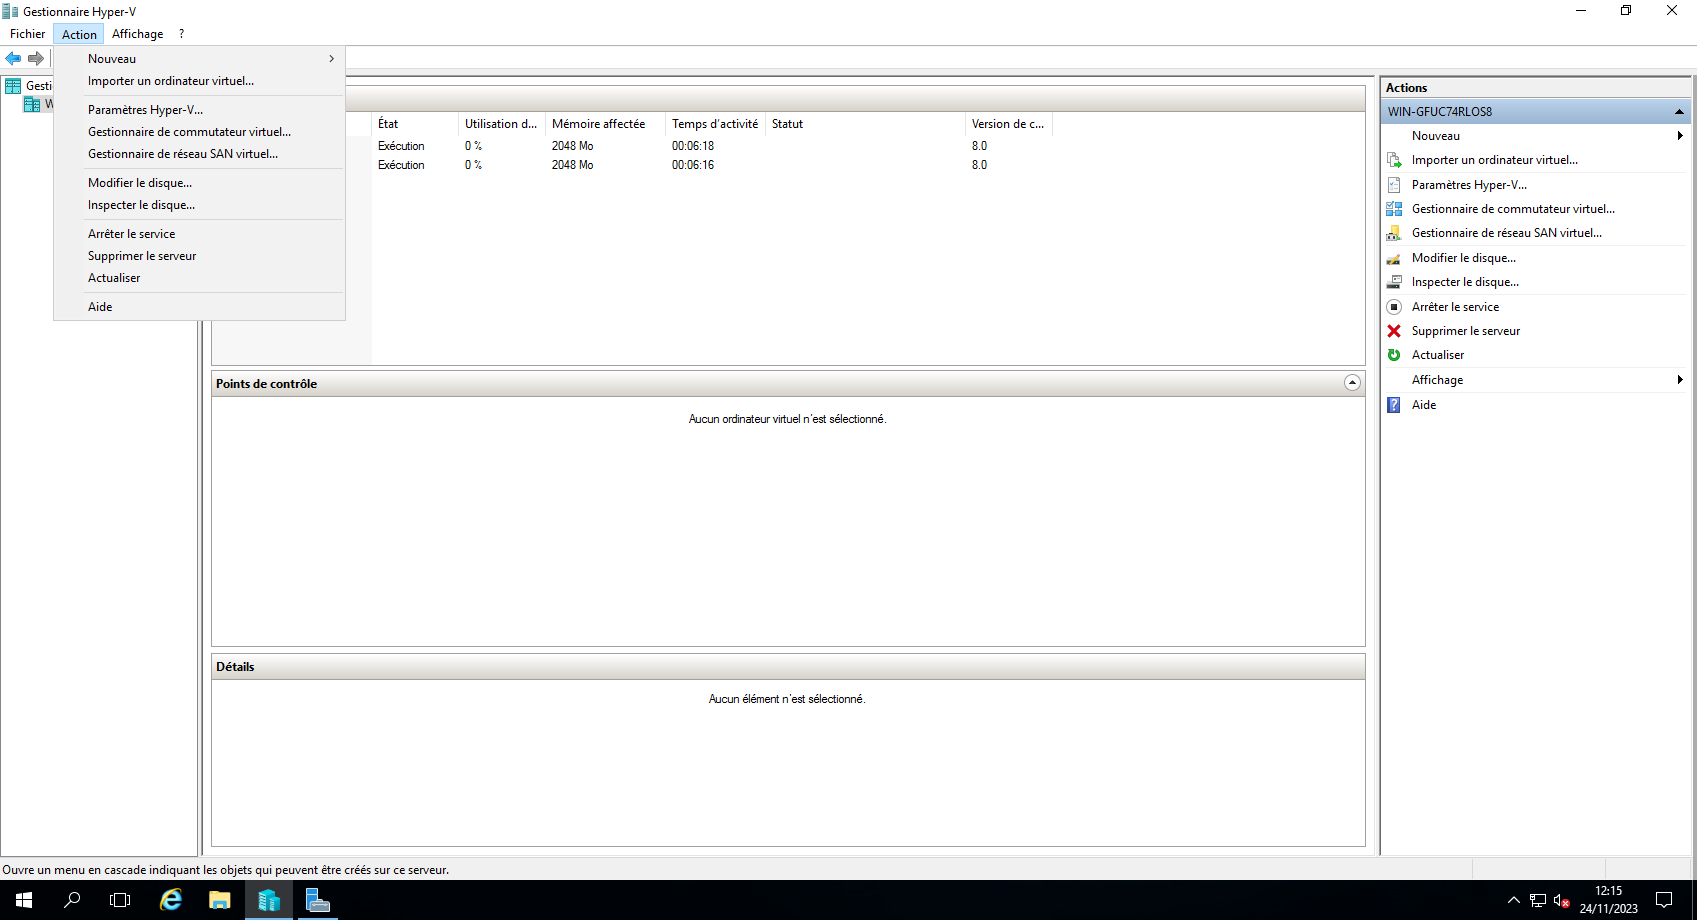 Gestionnaire Hyper-V
Fichier Action Affichage ?
Nouveau
Importer un ordinateur virtuel...
Paramètres Hyper-V...
Gestionnaire de commutateur virtuel...
Gestionnaire de réseau SAN virtuel...
Modifier le disque...
Inspecter le disque...
Arrêter le service
Supprimer le serveur
Actualiser
Aide
État Utilisation d... Mémoire affectée Temps d'activité Statut Version de c...
Exécution 0 % 2048 Mo 00:06:18 8.0
Exécution 0 % 2048 Mo 00:06:16 8.0
Points de contrôle
Aucun ordinateur virtuel n'est sélectionné.
Détails
Aucun élément n'est sélectionné.
Actions
WIN-GFUC74RLOS8
Nouveau
Importer un ordinateur virtuel...
Paramètres Hyper-V...
Gestionnaire de commutateur virtuel...
Gestionnaire de réseau SAN virtuel...
Modifier le disque...
Inspecter le disque...
Arrêter le service
Supprimer le serveur
Actualiser
Affichage
Aide
Ouvre un menu en cascade indiquant les objets qui peuvent être créés sur ce serveur.
12:15
24/11/2023